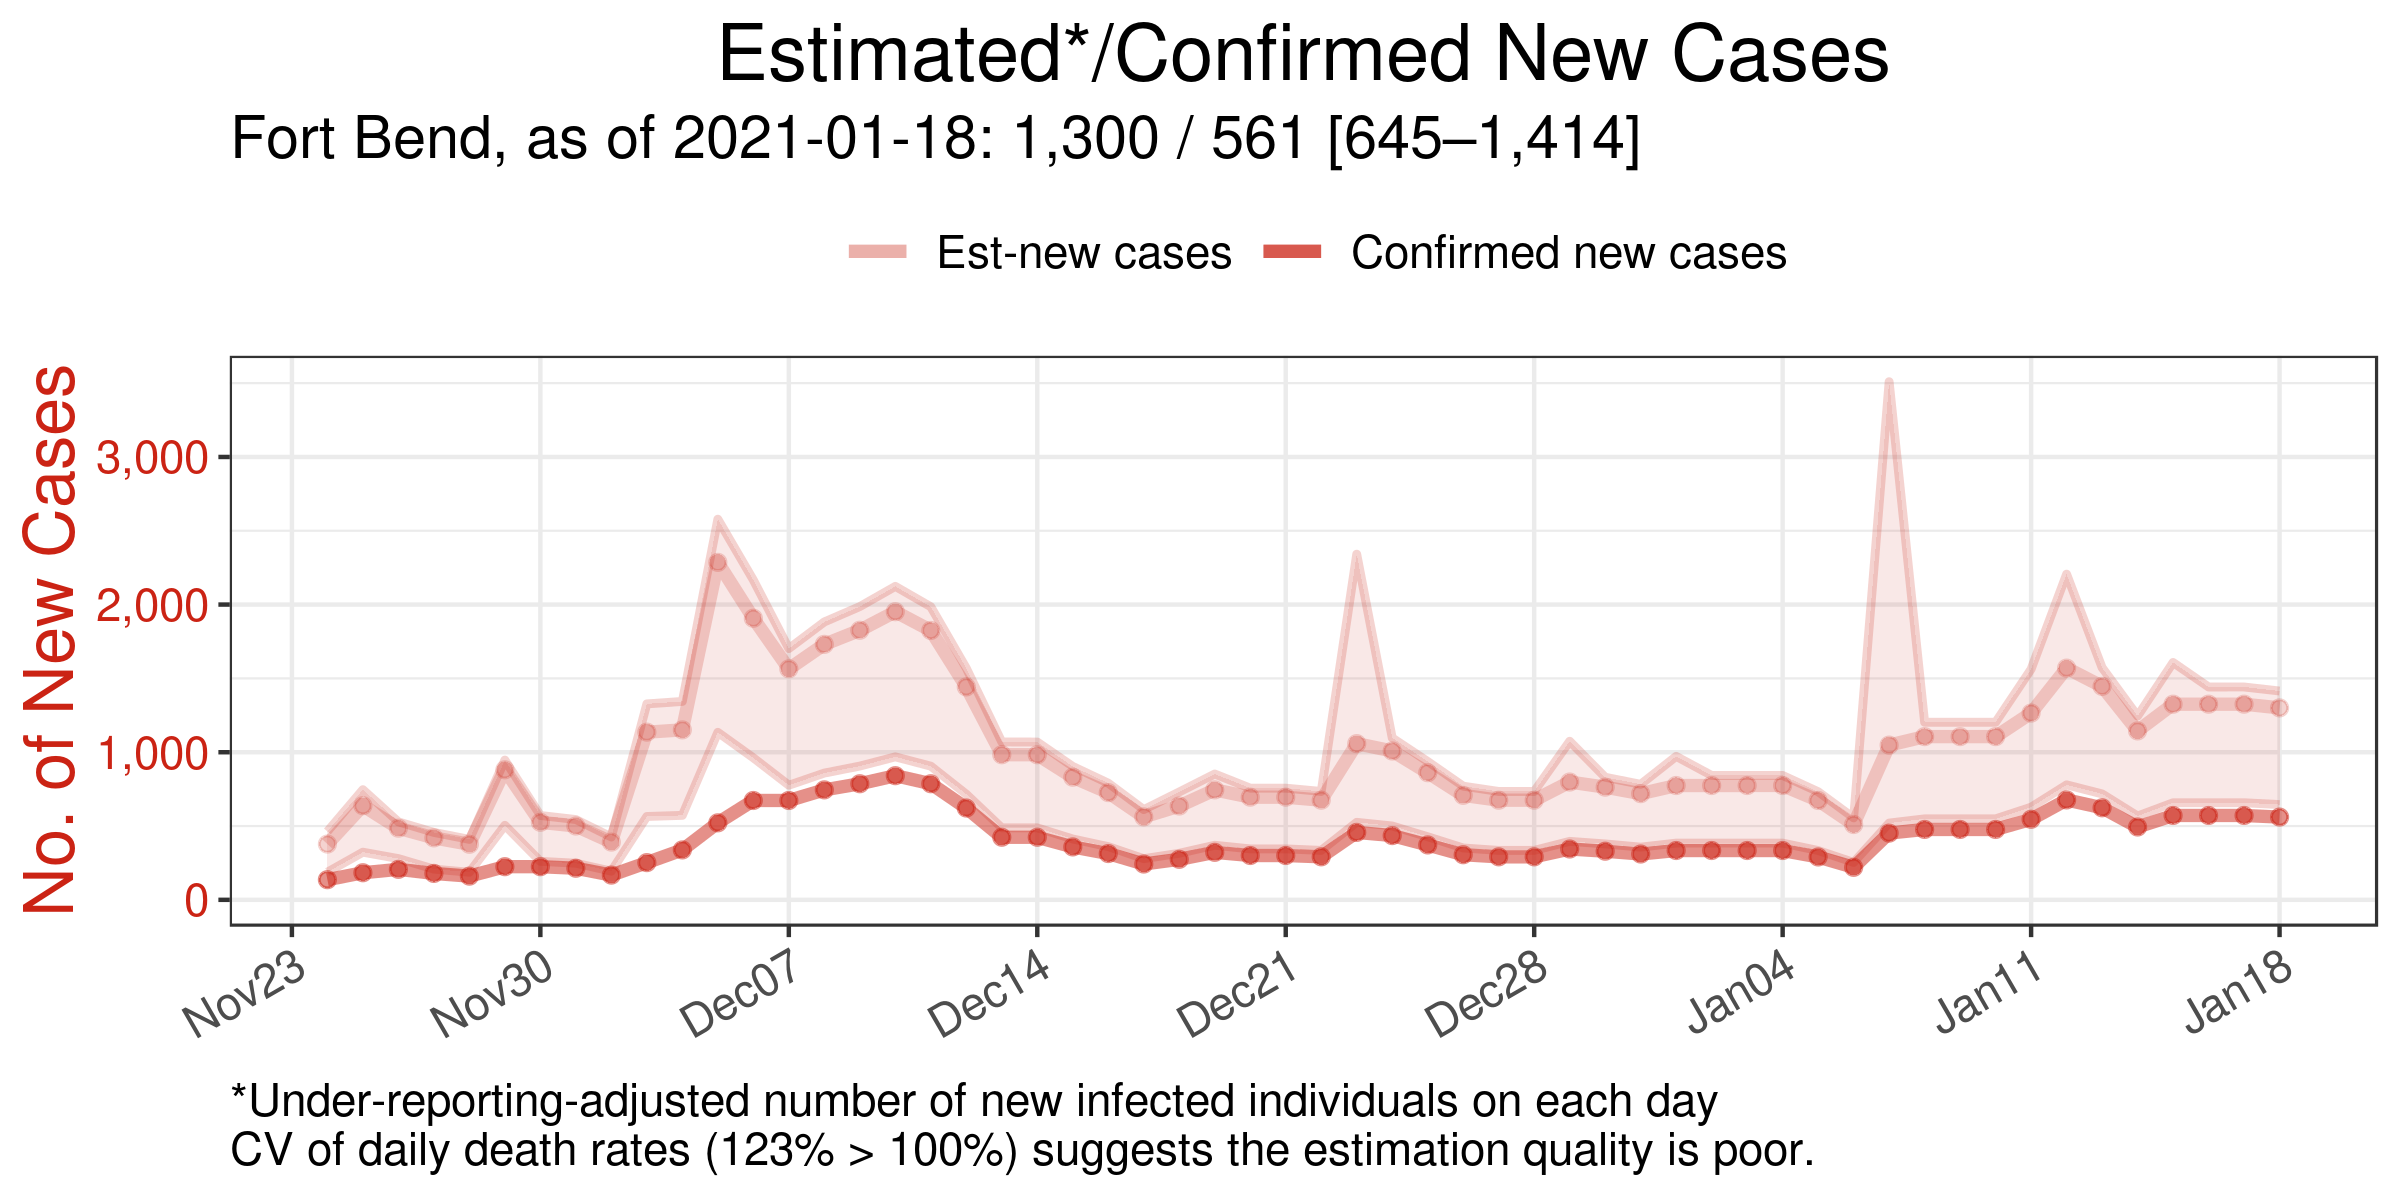 Estimated*/Confirmed New Cases
Fort Bend, as of 2021-01-18: 1,300 / 561 [645–1,414]
Est-new cases
Confirmed new cases
No. of New Cases
3,000
2,000
1,000
0
Nov23
Nov30
Dec07
Dec14
Dec21
Dec28
Jan04
Jan11
Jan18
*Under-reporting-adjusted number of new infected individuals on each day
CV of daily death rates (123% > 100%) suggests the estimation quality is poor.